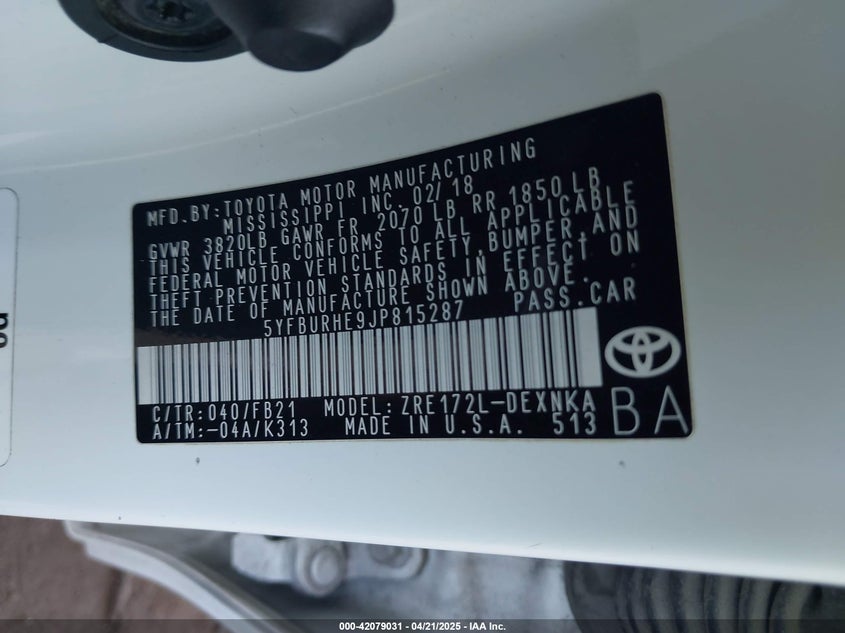 MFD. BY: TOYOTA MOTOR MANUFACTURING
MISSISSIPPI INC. 02/18
GVWR 3820LB GAWR FR 2070 LB RR 1850 LB
THIS VEHICLE CONFORMS TO ALL APPLICABLE
FEDERAL MOTOR VEHICLE SAFETY, BUMPER, AND
THEFT PREVENTION STANDARDS IN EFFECT ON
THE DATE OF MANUFACTURE SHOWN ABOVE.
5YFBURHE9JP815287 PASS. CAR
C/TR: 040/FB21 MODEL: ZRE172L-DEXNKA
A/TM: -04A/K313 MADE IN U.S.A. 513
BA
000-42079031 - 04/21/2025 - IAA Inc.